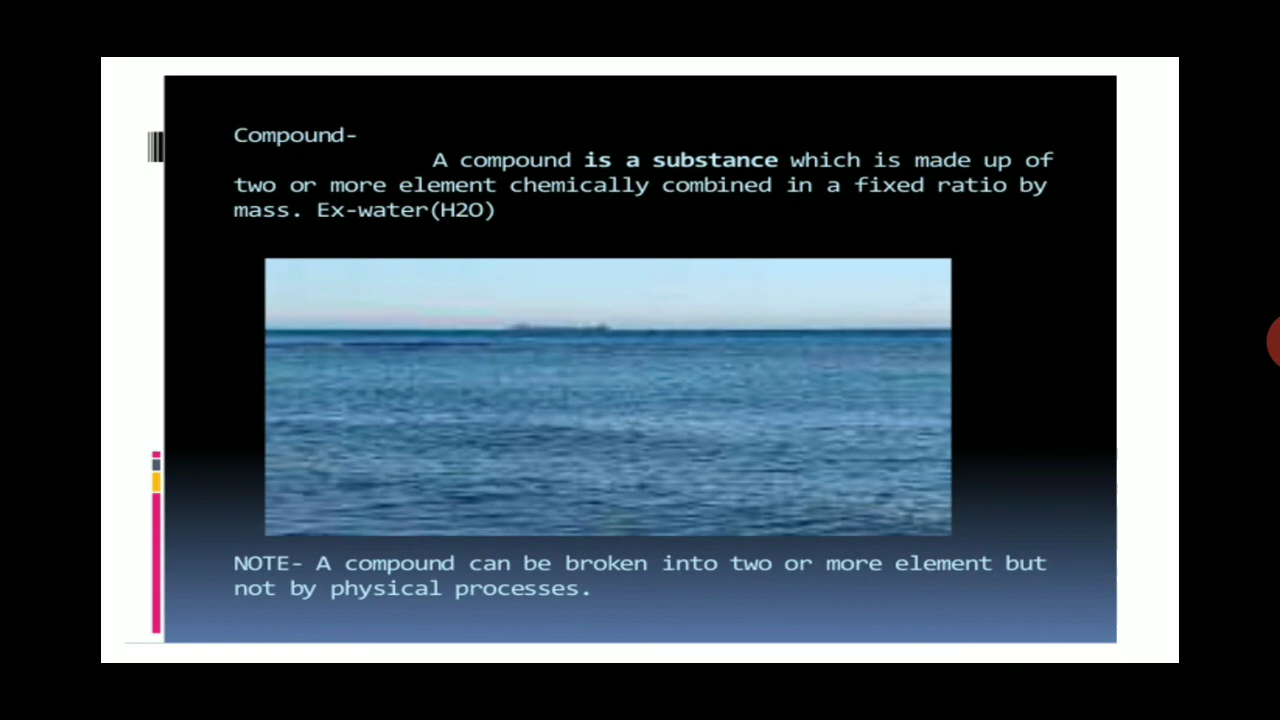 Compound-
A compound is a substance which is made up of
two or more element chemically combined in a fixed ratio by
mass. Ex-water(H2O)
NOTE- A compound can be broken into two or more element but
not by physical processes.